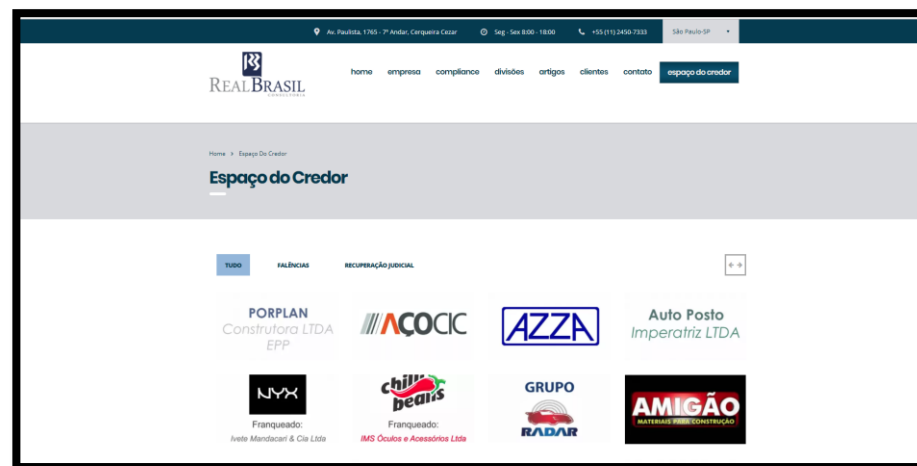 Av. Paulista, 1765 - 7º Andar, Cerqueira Cezar Seg - Sex 8:00 - 18:00 +55 (11) 2450-7333 São Paulo-SP
REALBRASIL
CONSULTORIA
home empresa compliance divisões artigos clientes contato espaço do credor
Home > Espaço Do Credor
Espaço do Credor
TUDO FALÊNCIAS RECUPERAÇÃO JUDICIAL
PORPLAN
Construtora LTDA
EPP
AÇOCIC
AZZA
Auto Posto
Imperatriz LTDA
NYX
Franqueado:
Ivete Mandacari & Cia Ltda
chilli
beans
Franqueado:
IMS Óculos e Acessórios Ltda
GRUPO
RADAR
AMIGÃO
MATERIAIS PARA CONSTRUÇÃO